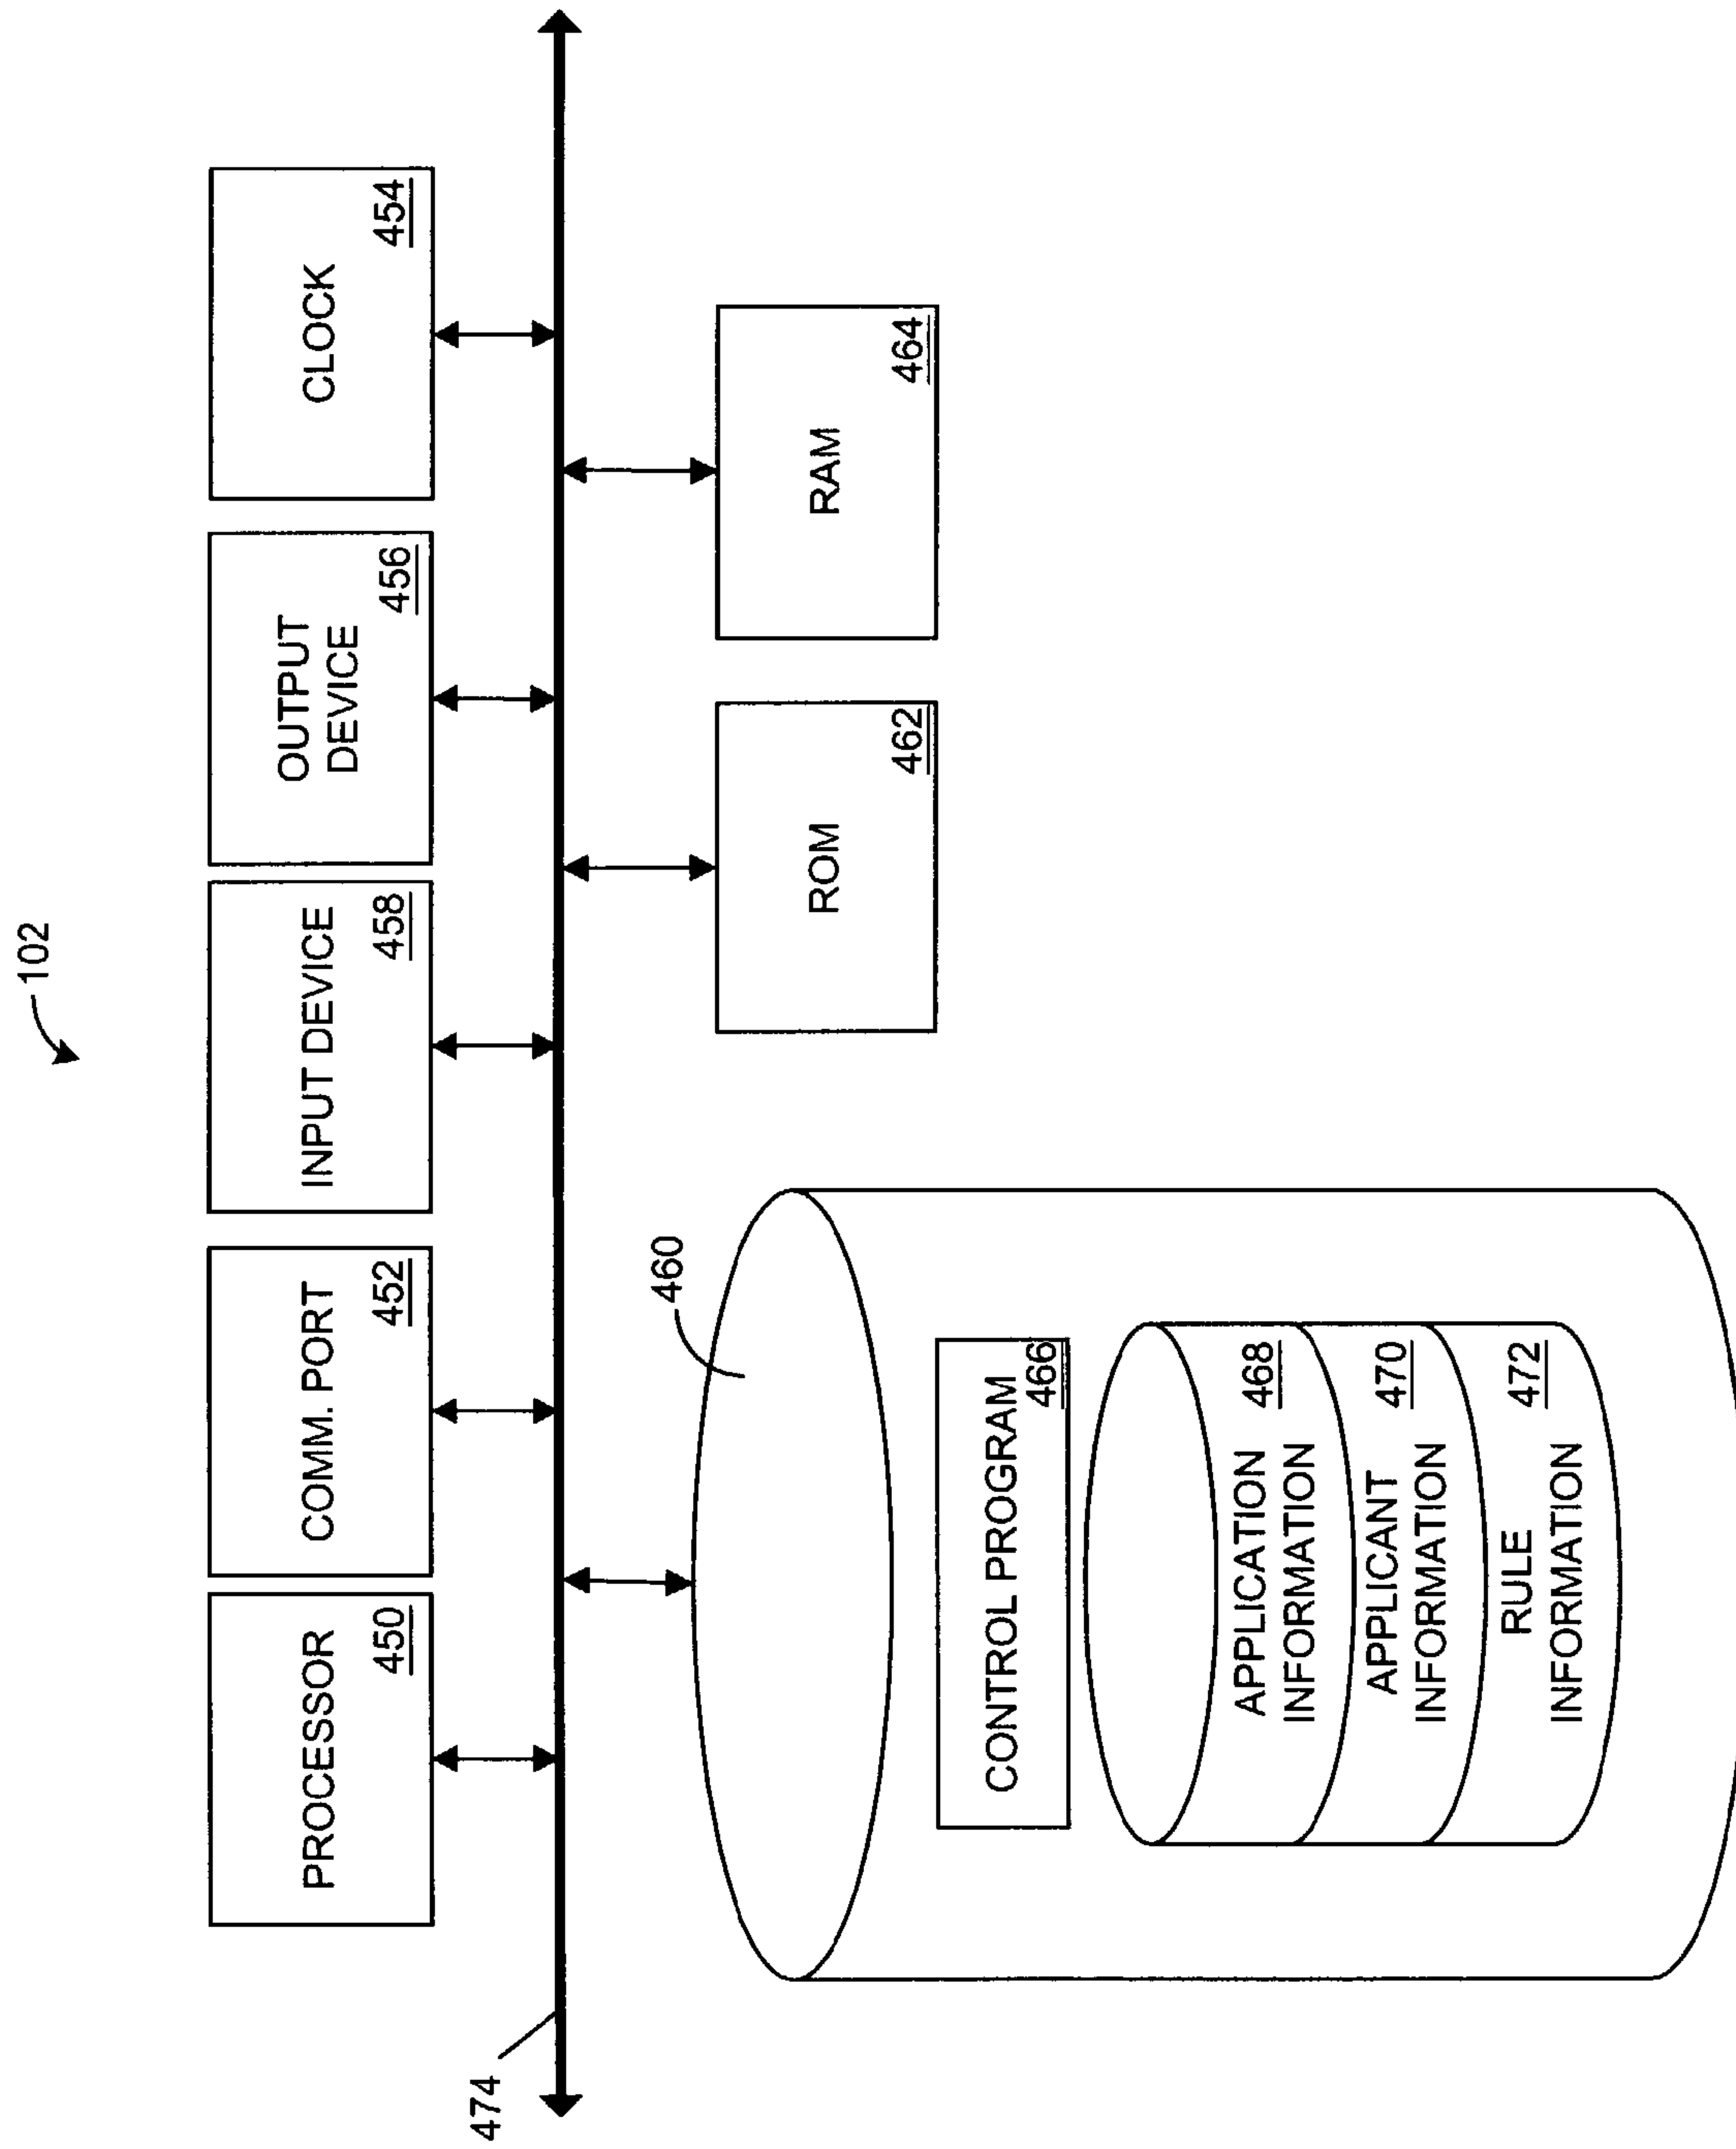 102
PROCESSOR
450
COMM. PORT
452
INPUT DEVICE
458
OUTPUT
DEVICE
456
CLOCK
454
474
460
CONTROL PROGRAM
466
APPLICATION
INFORMATION
468
APPLICANT
INFORMATION
470
RULE
INFORMATION
472
ROM
462
RAM
464